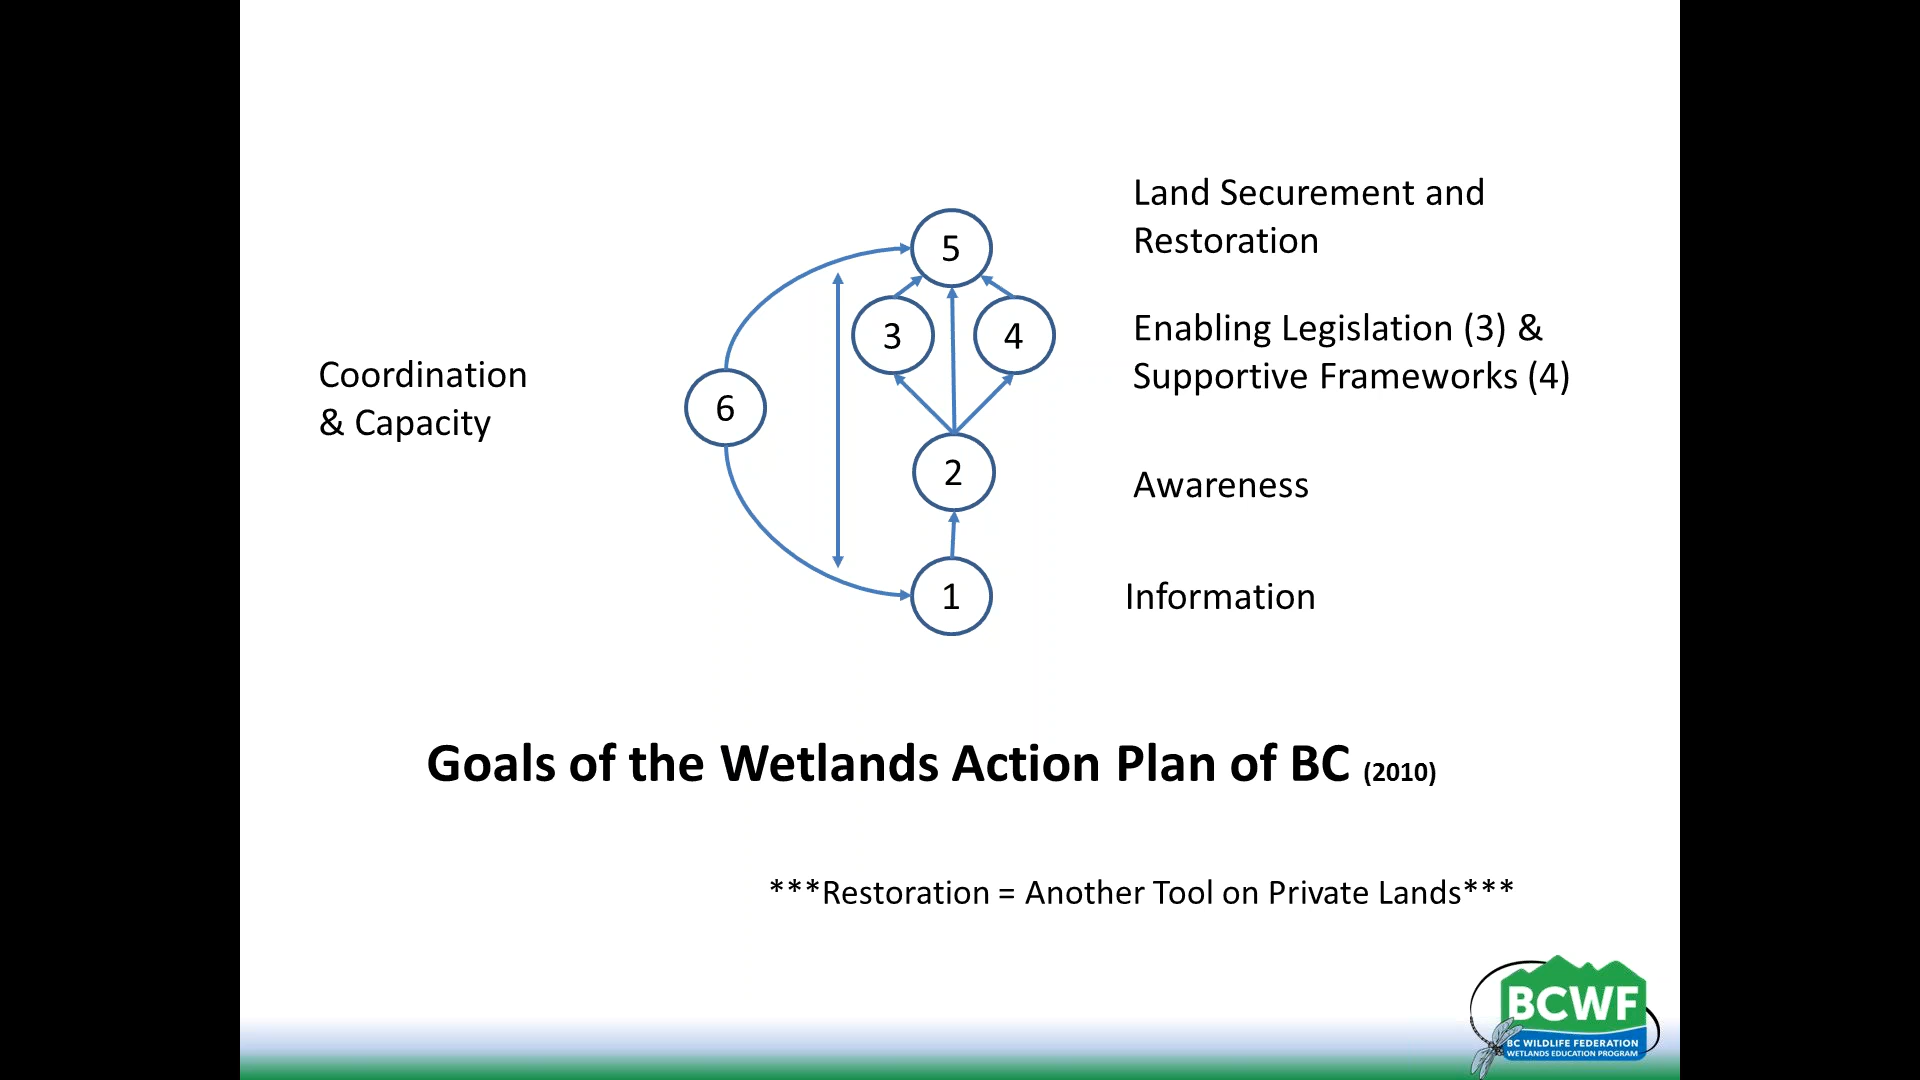 Land Securement and
Restoration
5
3
4
Enabling Legislation (3) &
Supportive Frameworks (4)
Coordination
& Capacity
6
2
Awareness
1
Information
Goals of the Wetlands Action Plan of BC (2010)
***Restoration = Another Tool on Private Lands***
BCWF
BC WILDLIFE FEDERATION
WETLANDS EDUCATION PROGRAM